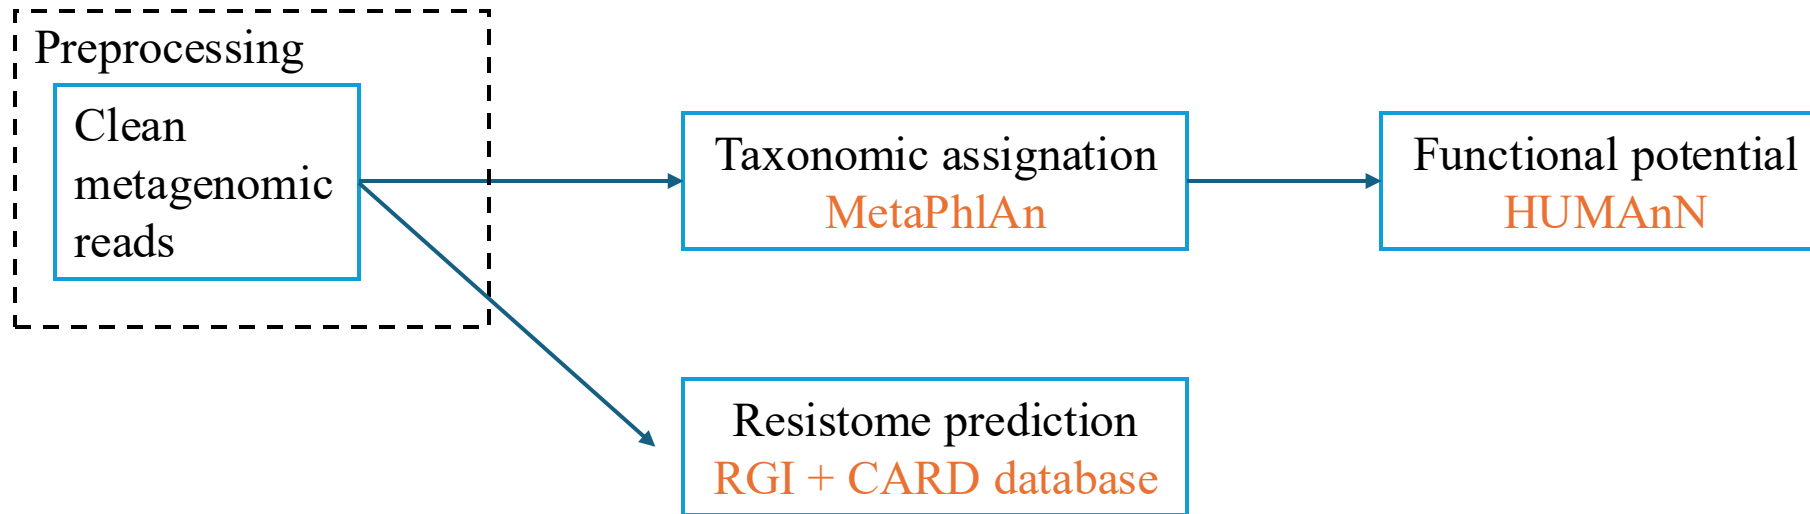 Preprocessing
Clean
metagenomic
reads
Taxonomic assignation
MetaPhlAn
Functional potential
HUMAnN
Resistome prediction
RGI + CARD database